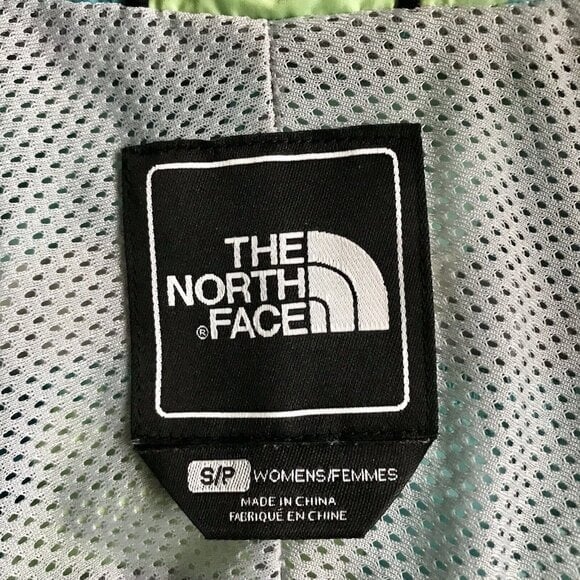 THE
NORTH
® FACE
S/P WOMENS/FEMMES
MADE IN CHINA
FABRIQUÉ EN CHINE